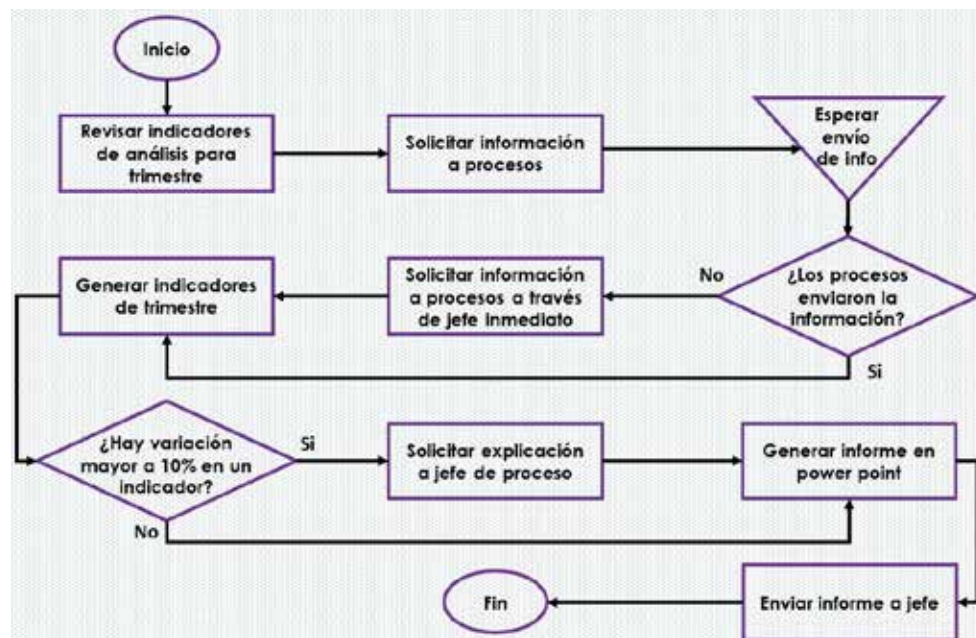 Inicio
Revisar indicadores
de análisis para
trimestre
Solicitar información
a procesos
Esperar
envío
de info
¿Los procesos
enviaron la
información?
No
Si
Solicitar información
a procesos a través
de jefe inmediato
Generar indicadores
de trimestre
¿Hay variación
mayor a 10% en un
indicador?
Si
No
Solicitar explicación
a jefe de proceso
Generar informe en
power point
Enviar informe a jefe
Fin